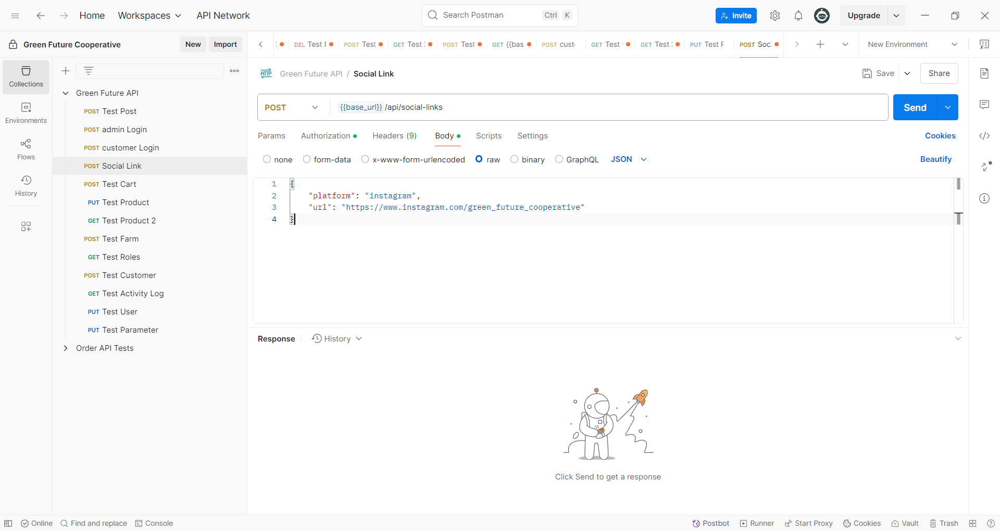 Home Workspaces API Network Search Postman Ctrl K Invite Upgrade
Green Future Cooperative New Import
DEL Test POST Test GET Test POST Test GET {{bas POST cust GET Test GET Test PUT Test POST Soc New Environment
Collections
Environments
Flows
History
Green Future API
POST Test Post
POST admin Login
POST customer Login
POST Social Link
POST Test Cart
PUT Test Product
GET Test Product 2
POST Test Farm
GET Test Roles
POST Test Customer
GET Test Activity Log
PUT Test User
PUT Test Parameter
Order API Tests
HTTP Green Future API / Social Link Save Share
POST {{base_url}} /api/social-links Send
Params Authorization Headers (9) Body Scripts Settings Cookies
none form-data x-www-form-urlencoded raw binary GraphQL JSON Beautify
1 {
2 "platform": "instagram",
3 "url": "https://www.instagram.com/green_future_cooperative"
4 }
Response History
Click Send to get a response
Online Find and replace Console Postbot Runner Start Proxy Cookies Vault Trash